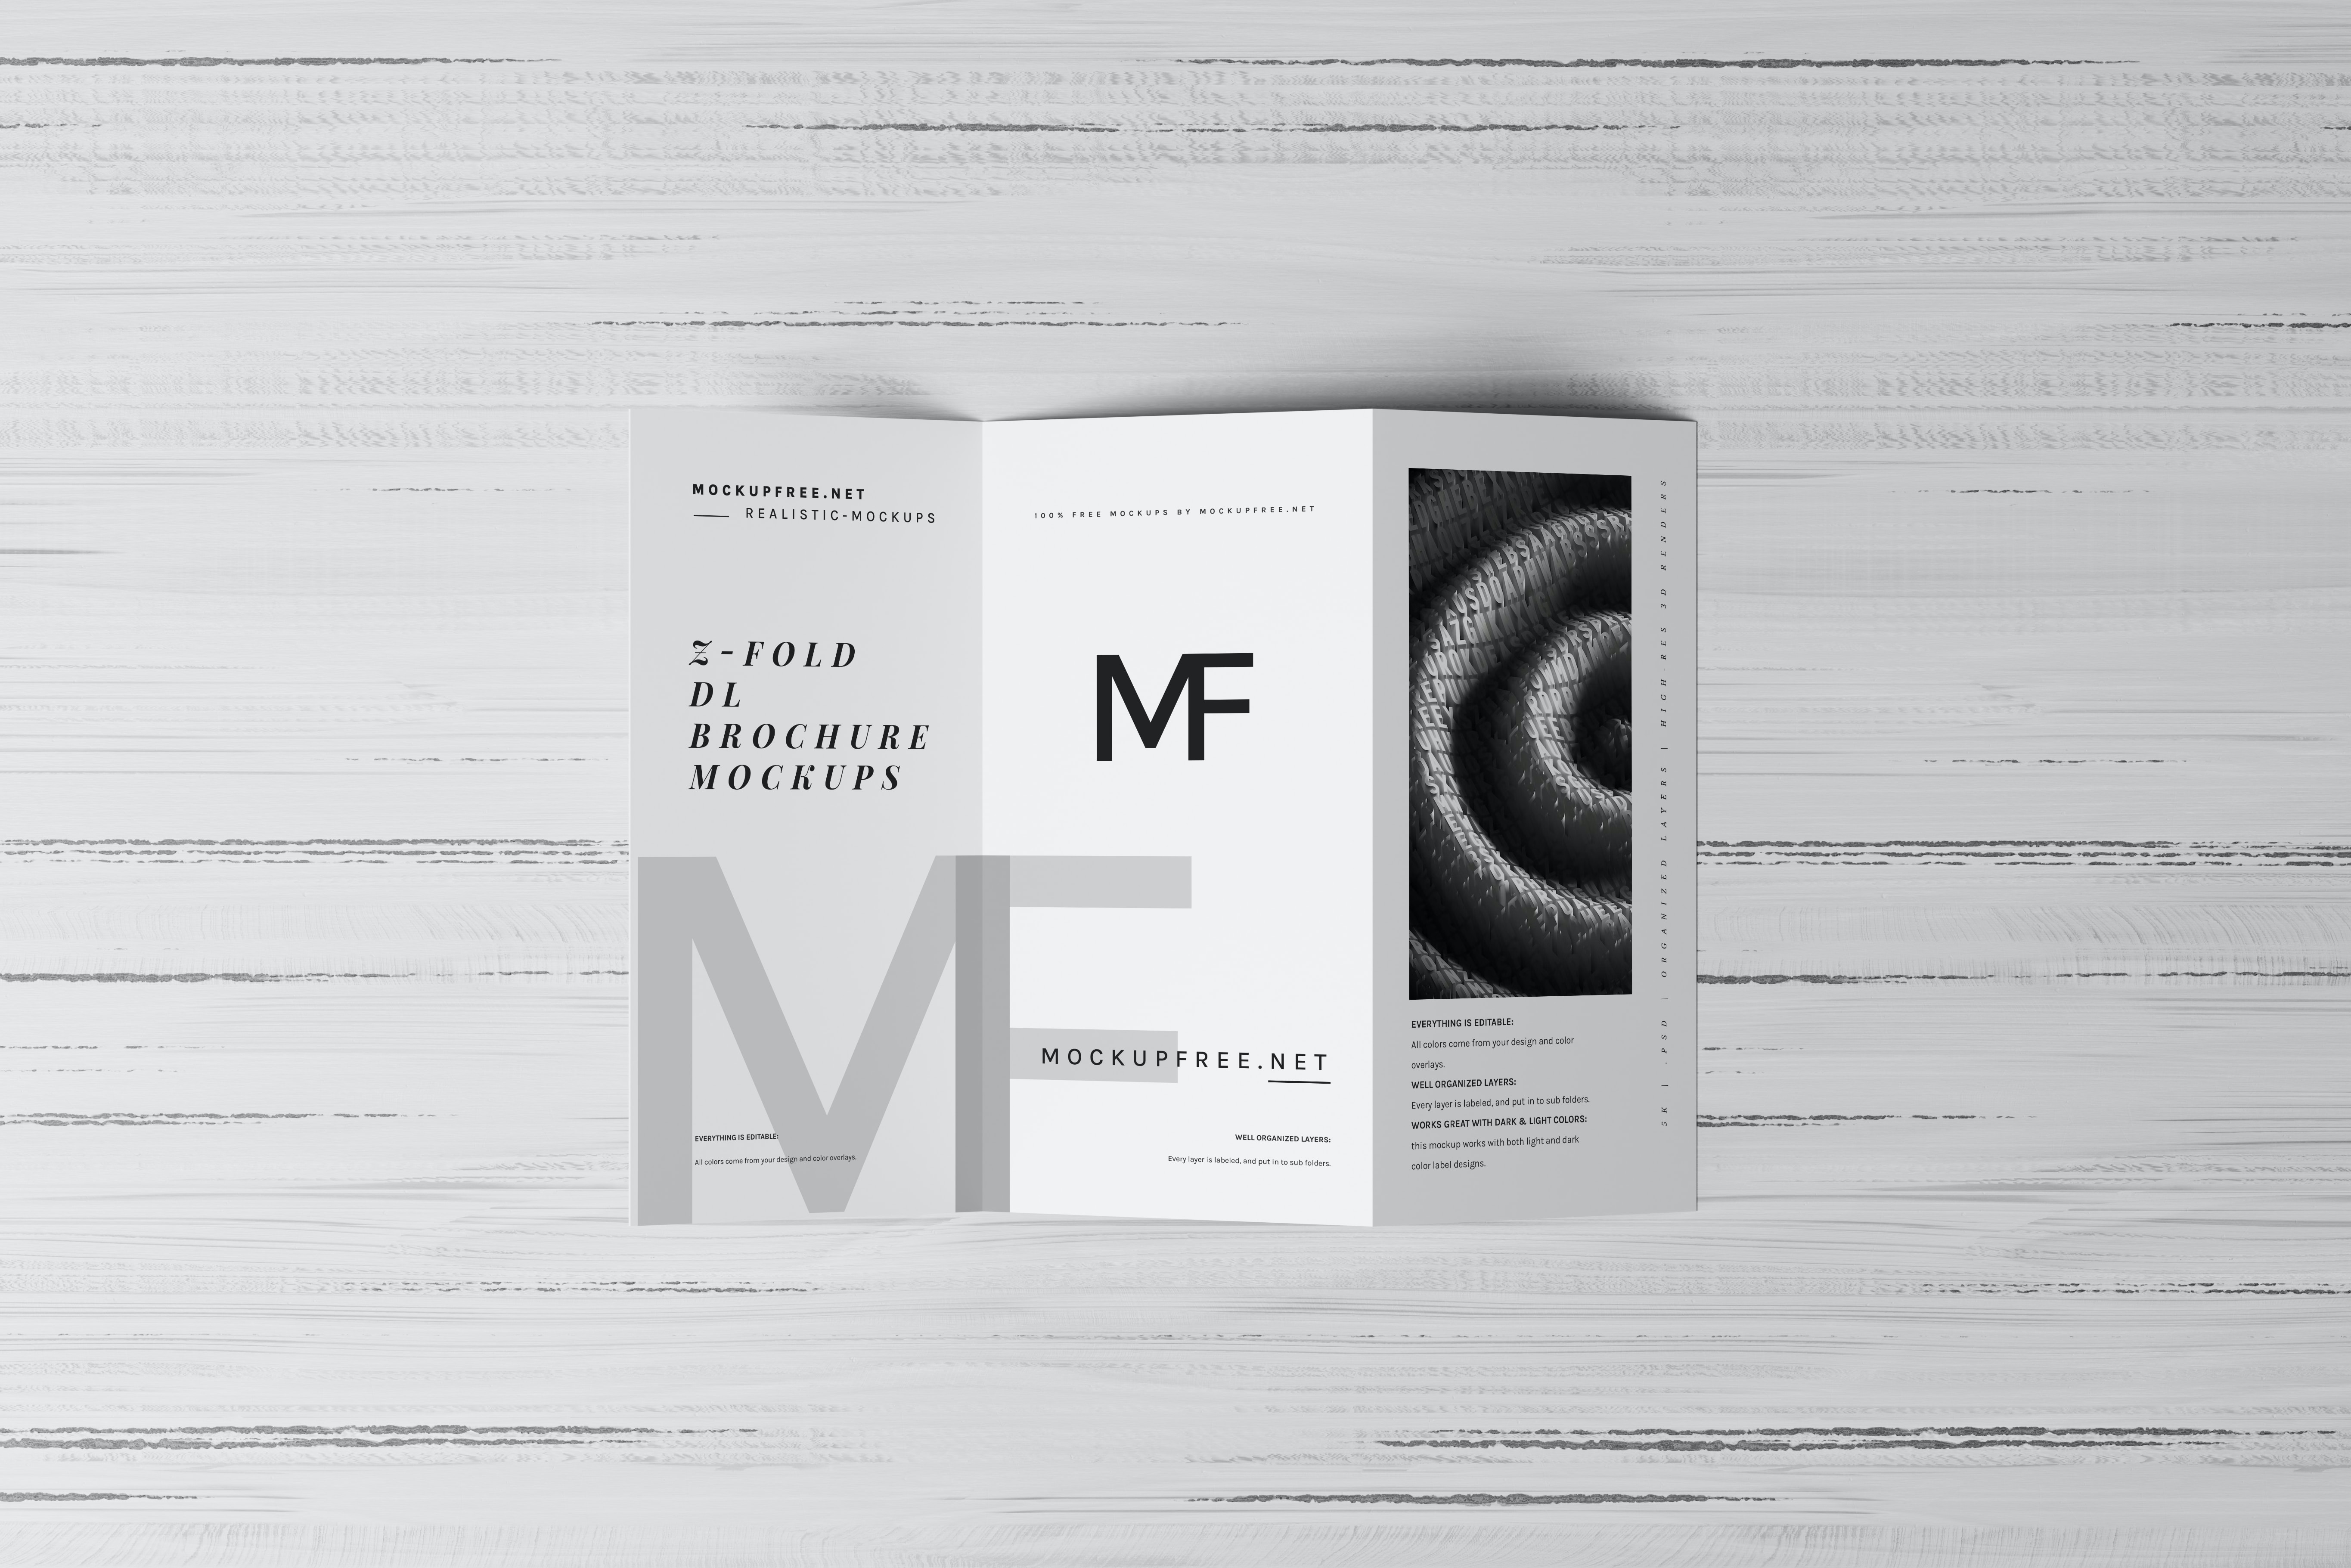 MOCKUPFREE.NET
REALISTIC-MOCKUPS
Z-FOLD
DL
BROCHURE
MOCKUPS
EVERYTHING IS EDITABLE:
All colors come from your design and color overlays.
100% FREE MOCKUPS BY MOCKUPFREE.NET
MF
MF
MOCKUPFREE.NET
WELL ORGANIZED LAYERS:
Every layer is labeled, and put in to sub folders.
EVERYTHING IS EDITABLE:
All colors come from your design and color
overlays.
WELL ORGANIZED LAYERS:
Every layer is labeled, and put in to sub folders.
WORKS GREAT WITH DARK & LIGHT COLORS:
this mockup works with both light and dark
color label designs.
5K | .PSD | ORGANIZED LAYERS | HIGH-RES 3D RENDERS